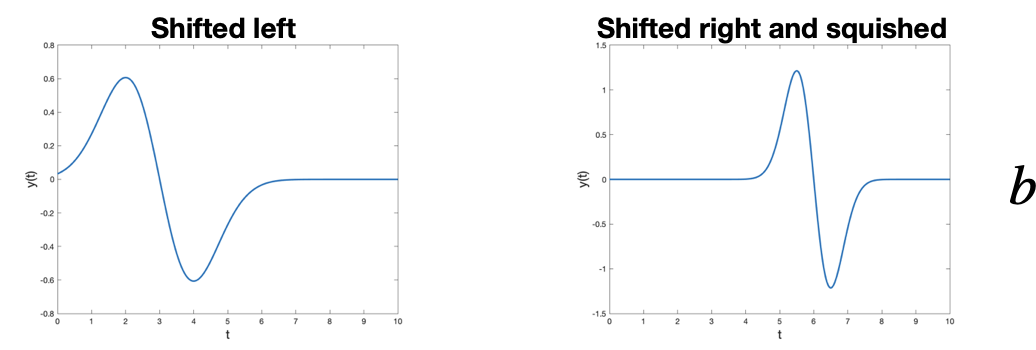 Shifted left
0.8
0.6
0.4
0.2
0
-0.2
-0.4
-0.6
-0.8
y(t)
0 1 2 3 4 5 6 7 8 9 10
t
Shifted right and squished
1.5
1
0.5
0
-0.5
-1
-1.5
y(t)
0 1 2 3 4 5 6 7 8 9 10
t
b